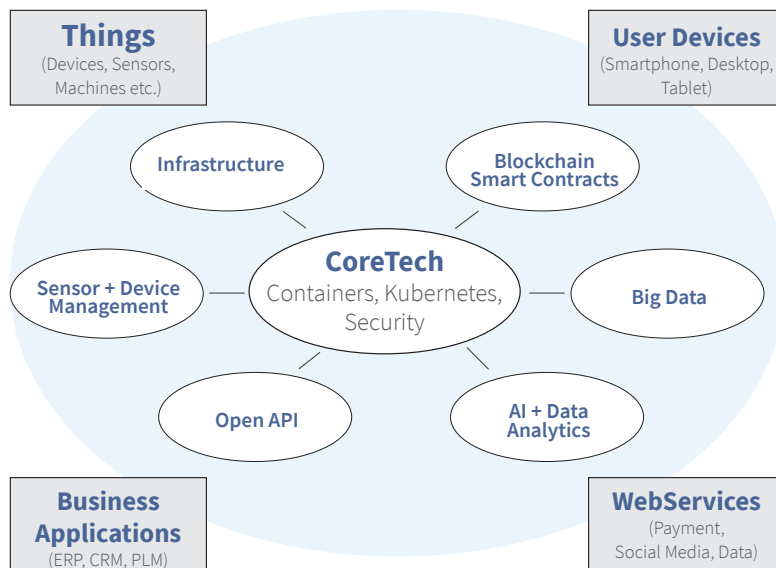 Things
(Devices, Sensors,
Machines etc.)
User Devices
(Smartphone, Desktop,
Tablet)
Infrastructure
Blockchain
Smart Contracts
CoreTech
Containers, Kubernetes,
Security
Sensor + Device
Management
Big Data
Open API
AI + Data
Analytics
Business
Applications
(ERP, CRM, PLM)
WebServices
(Payment,
Social Media, Data)